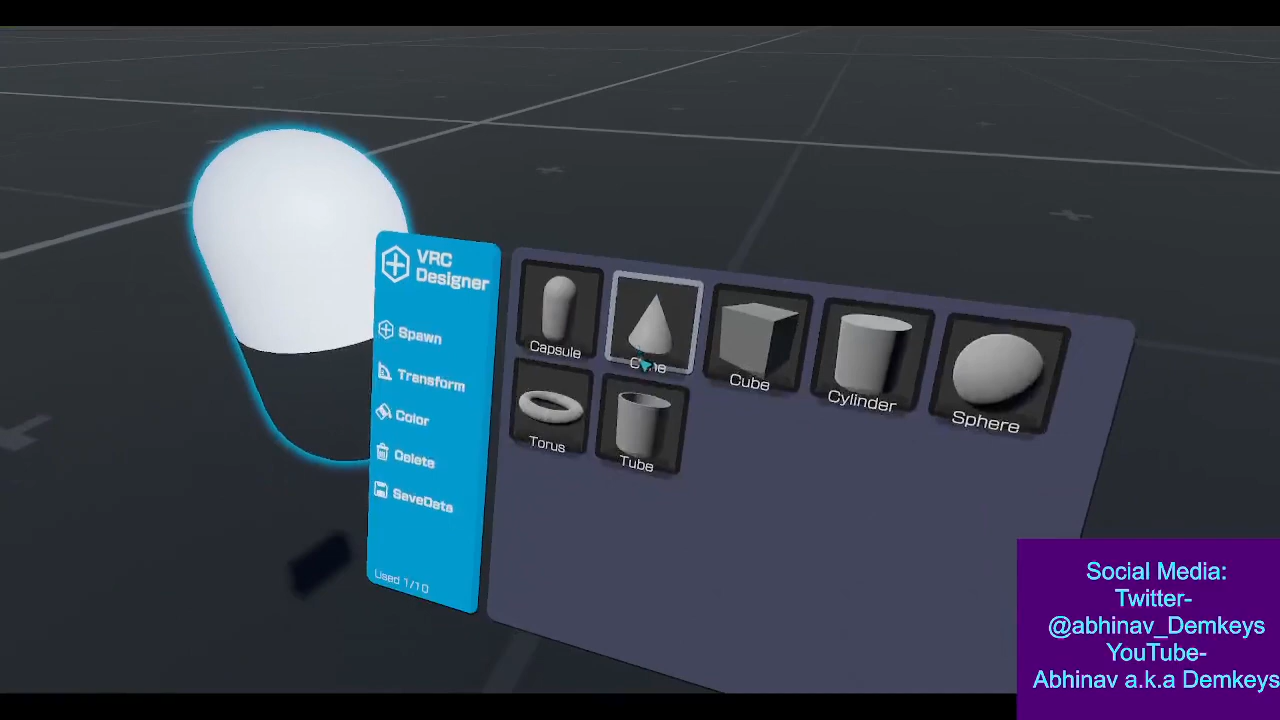 VRC
Designer
Spawn
Transform
Color
Delete
SaveData
Used 1/10
Capsule
Cone
Cube
Cylinder
Sphere
Torus
Tube
Social Media:
Twitter-
@abhinav_Demkeys
YouTube-
Abhinav a.k.a Demkeys